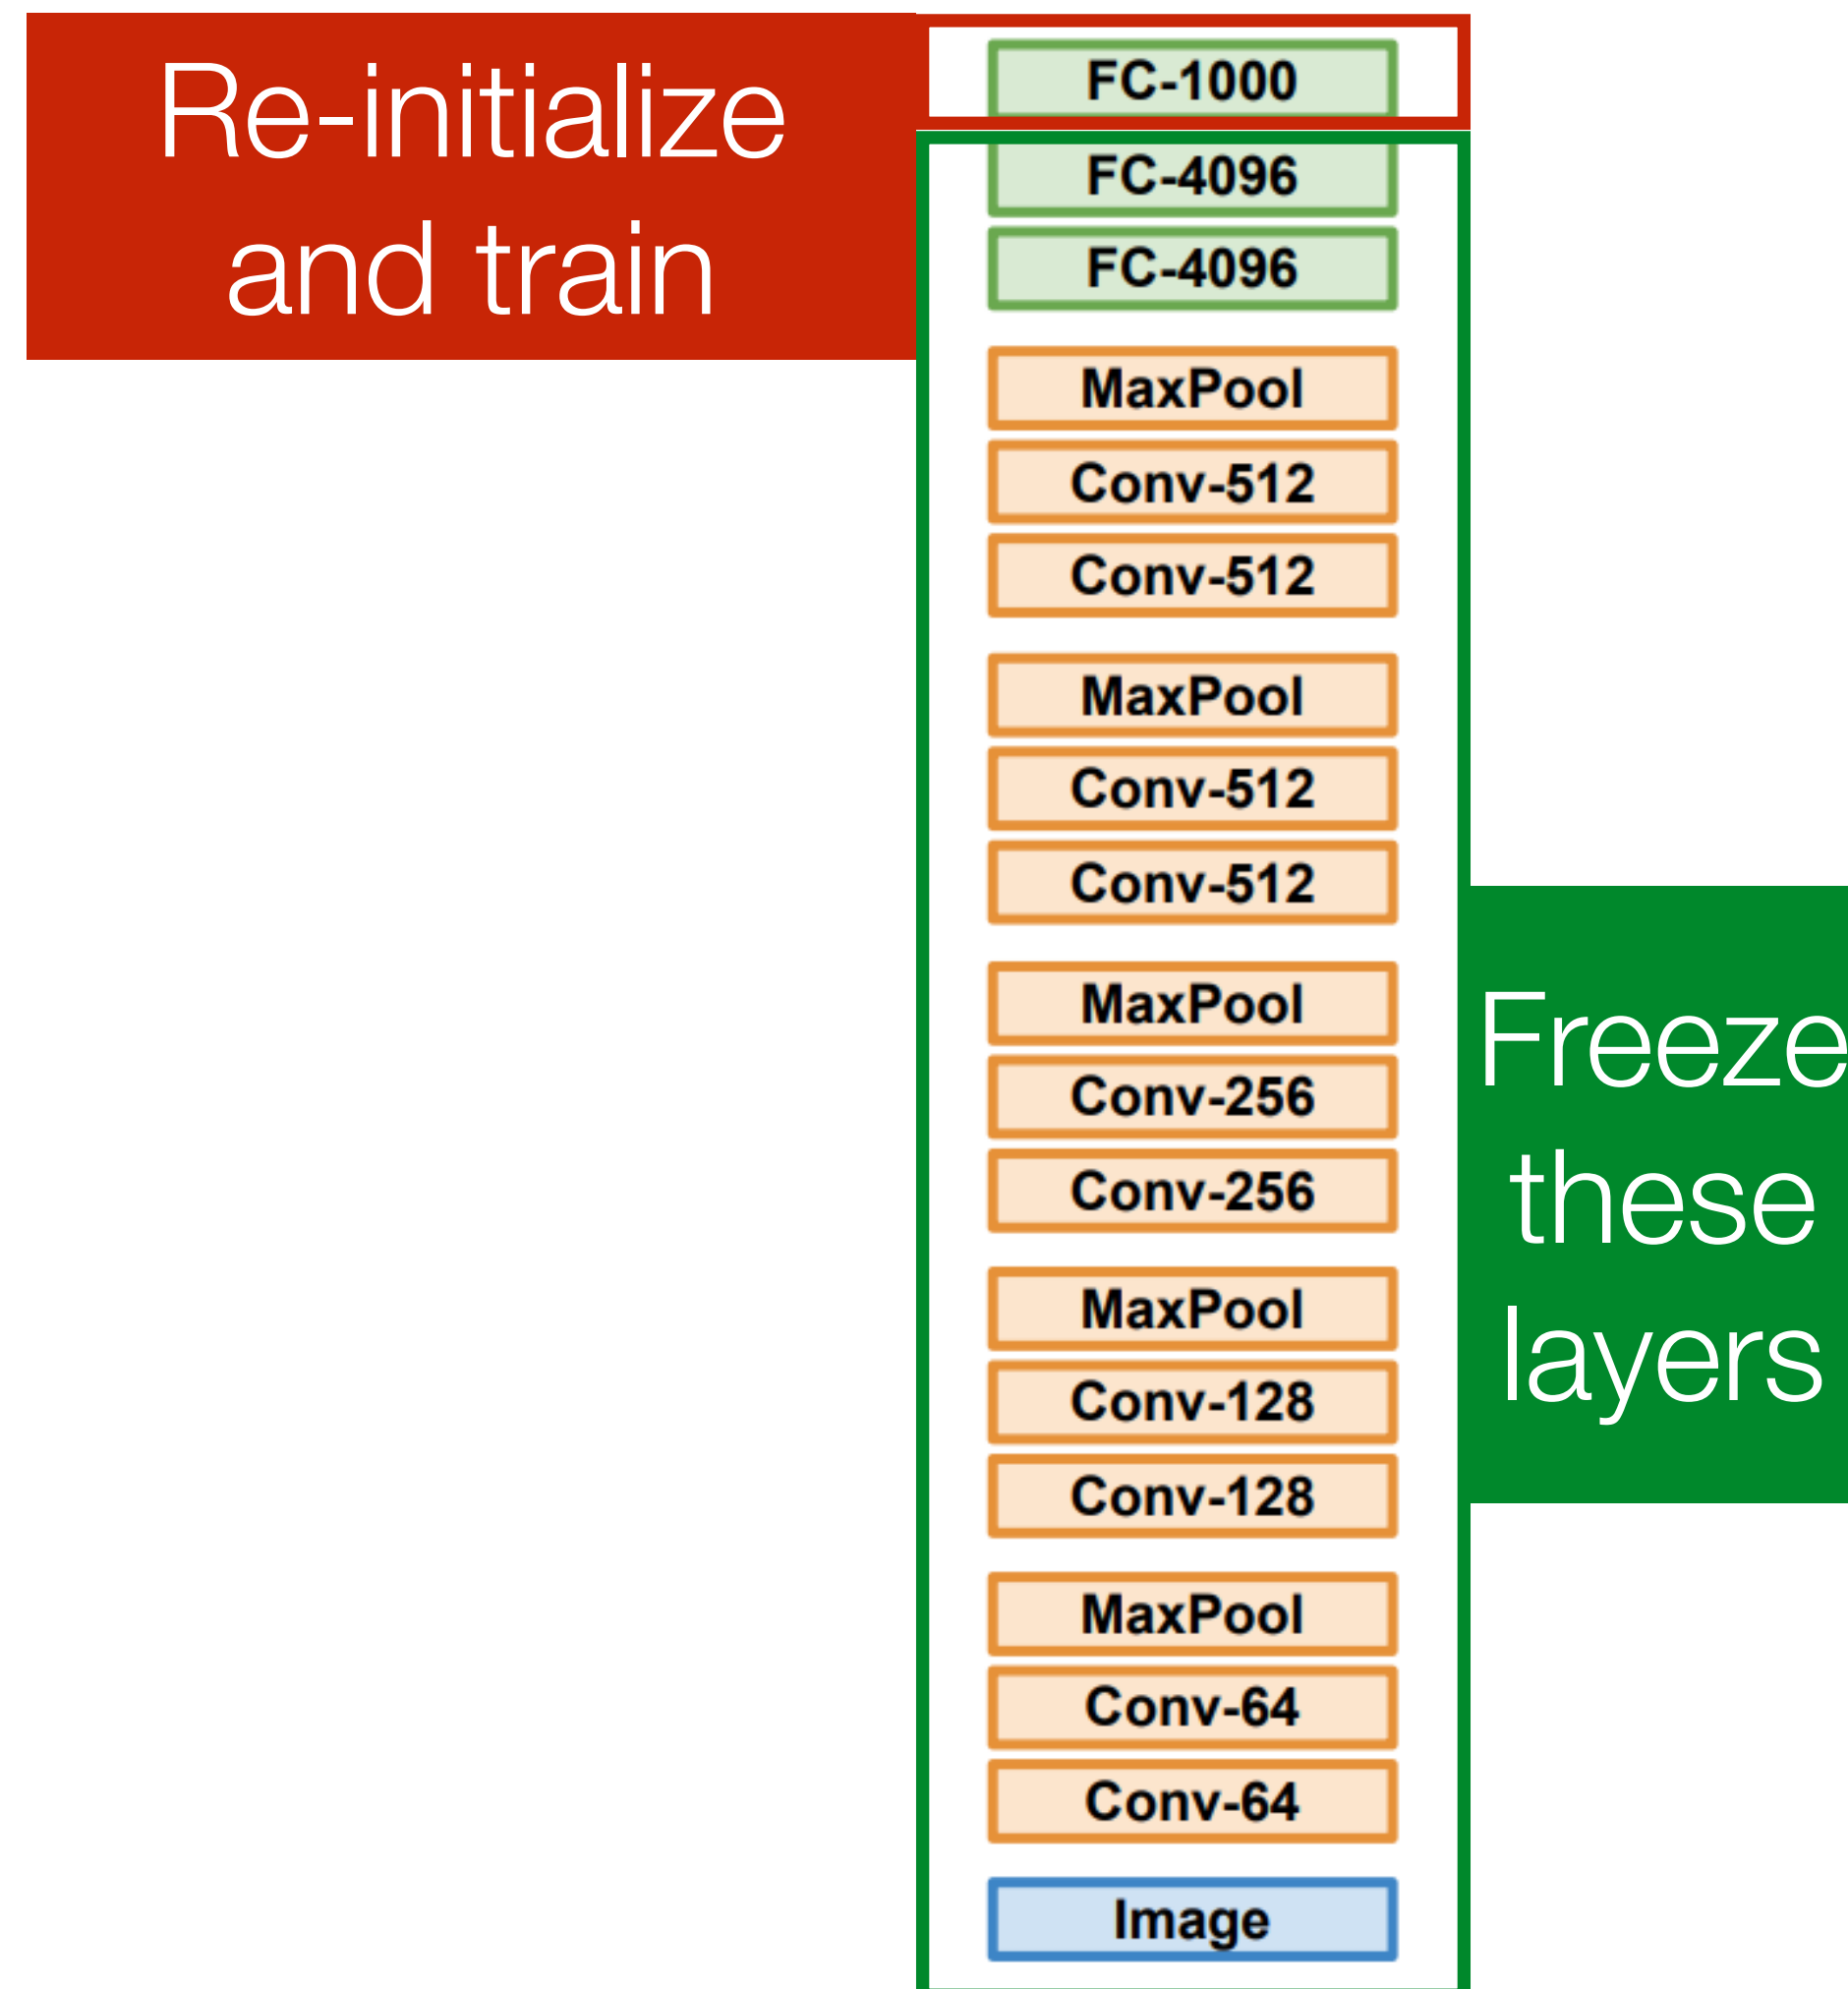 Re-initialize
and train
FC-1000
FC-4096
FC-4096
MaxPool
Conv-512
Conv-512
MaxPool
Conv-512
Conv-512
MaxPool
Conv-256
Conv-256
MaxPool
Conv-128
Conv-128
MaxPool
Conv-64
Conv-64
Image
Freeze
these
layers